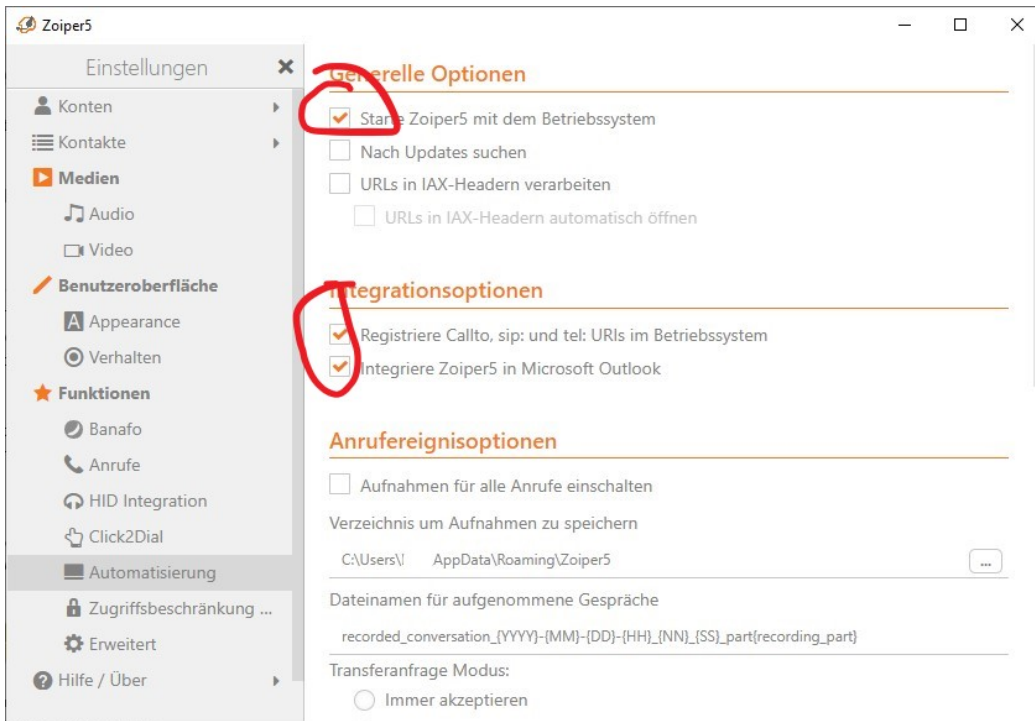 Zoiper5
Einstellungen
Konten
Kontakte
Medien
Audio
Video
Benutzeroberfläche
Appearance
Verhalten
Funktionen
Banafo
Anrufe
HID Integration
Click2Dial
Automatisierung
Zugriffsbeschränkung ...
Erweitert
Hilfe / Über
Generelle Optionen
Starte Zoiper5 mit dem Betriebssystem
Nach Updates suchen
URLs in IAX-Headern verarbeiten
URLs in IAX-Headern automatisch öffnen
Integrationsoptionen
Registriere Callto, sip: und tel: URIs im Betriebssystem
Integriere Zoiper5 in Microsoft Outlook
Anrufereignisoptionen
Aufnahmen für alle Anrufe einschalten
Verzeichnis um Aufnahmen zu speichern
C:\Users\ AppData\Roaming\Zoiper5
...
Dateinamen für aufgenommene Gespräche
recorded_conversation_{YYYY}-{MM}-{DD}-{HH}_{NN}_{SS}_part{recording_part}
Transferanfrage Modus:
Immer akzeptieren